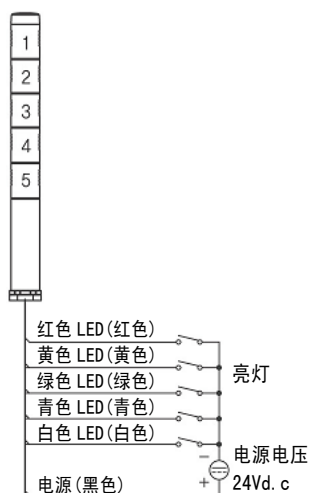 1
2
3
4
5
红色 LED(红色)
黄色 LED(黄色)
绿色 LED(绿色)
亮灯
青色 LED(青色)
白色 LED(白色)
电源电压
− 
+ 24Vd. c
电源(黑色)